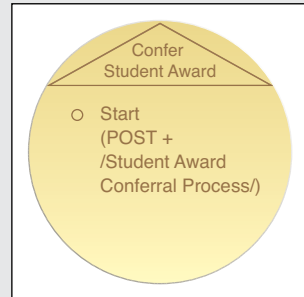 Confer
Student Award
Start
(POST +
/Student Award
Conferral Process/)